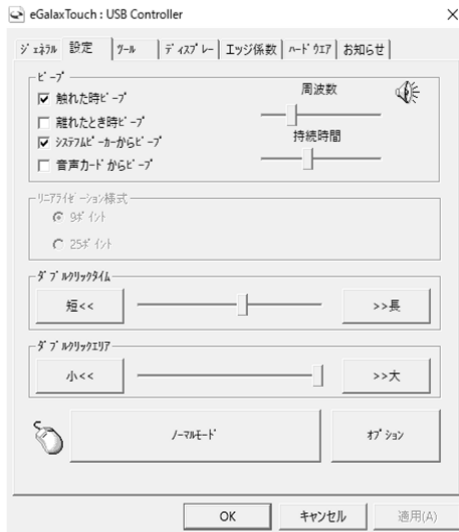 eGalaxTouch : USB Controller
ｼﾞｪﾈﾗﾙ 設定 ﾂｰﾙ ﾃﾞｨｽﾌﾟﾚｰ エッジ係数 ﾊｰﾄﾞｳｴｱ お知らせ
ﾋﾞｰﾌﾟ
触れた時ﾋﾞｰﾌﾟ
離れたとき時ﾋﾞｰﾌﾟ
ｼｽﾃﾌﾑﾋﾟｰｶｰからﾋﾞｰﾌﾟ
音声ｶｰﾄﾞからﾋﾞｰﾌﾟ
周波数
持続時間
ﾘﾆｱﾗｲｾﾞｰｼｮﾝ様式
9ﾎﾟｲﾝﾄ
25ﾎﾟｲﾝﾄ
ﾀﾞﾌﾞﾙｸﾘｯｸﾀｲﾑ
短<< >>長
ﾀﾞﾌﾞﾙｸﾘｯｸｴﾘｱ
小<< >>大
ﾉｰﾏﾙﾓｰﾄﾞ ｵﾌﾟｼｮﾝ
OK キャンセル 適用(A)